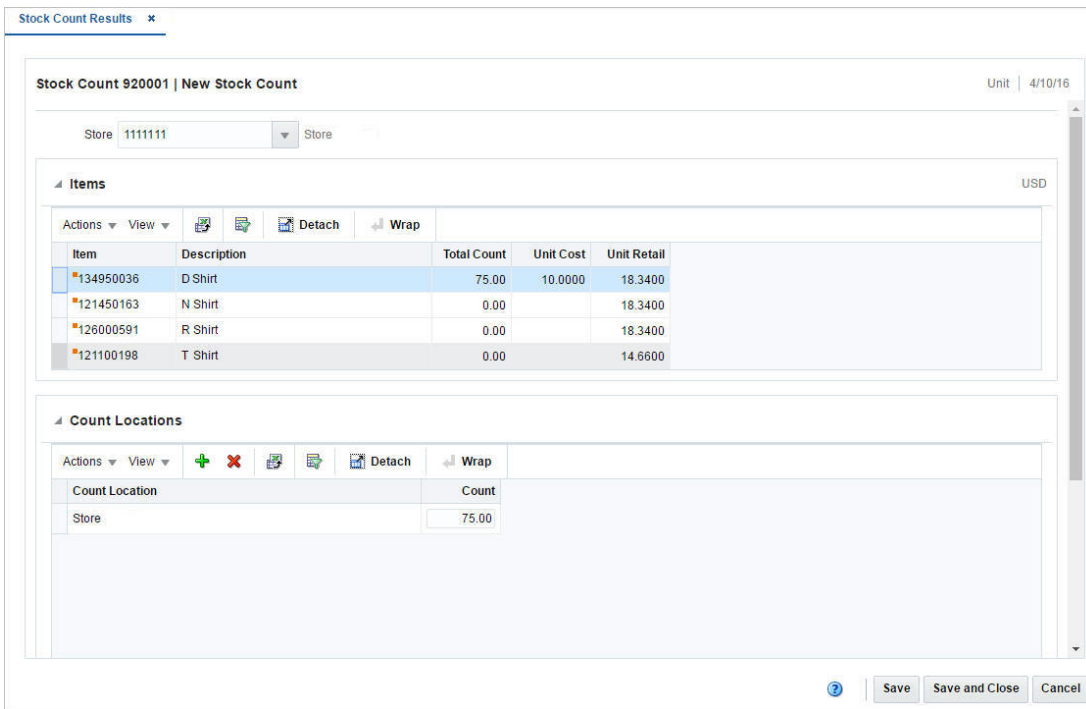 Stock Count Results ×
Stock Count 920001 | New Stock Count Unit 4/10/16
Store 1111111 Store
Items USD
Actions View Detach Wrap
Item Description Total Count Unit Cost Unit Retail
134950036 D Shirt 75.00 10.0000 18.3400
121450163 N Shirt 0.00 18.3400
126000591 R Shirt 0.00 18.3400
121100198 T Shirt 0.00 14.6600
Count Locations
Actions View Detach Wrap
Count Location Count
Store 75.00
? Save Save and Close Cancel